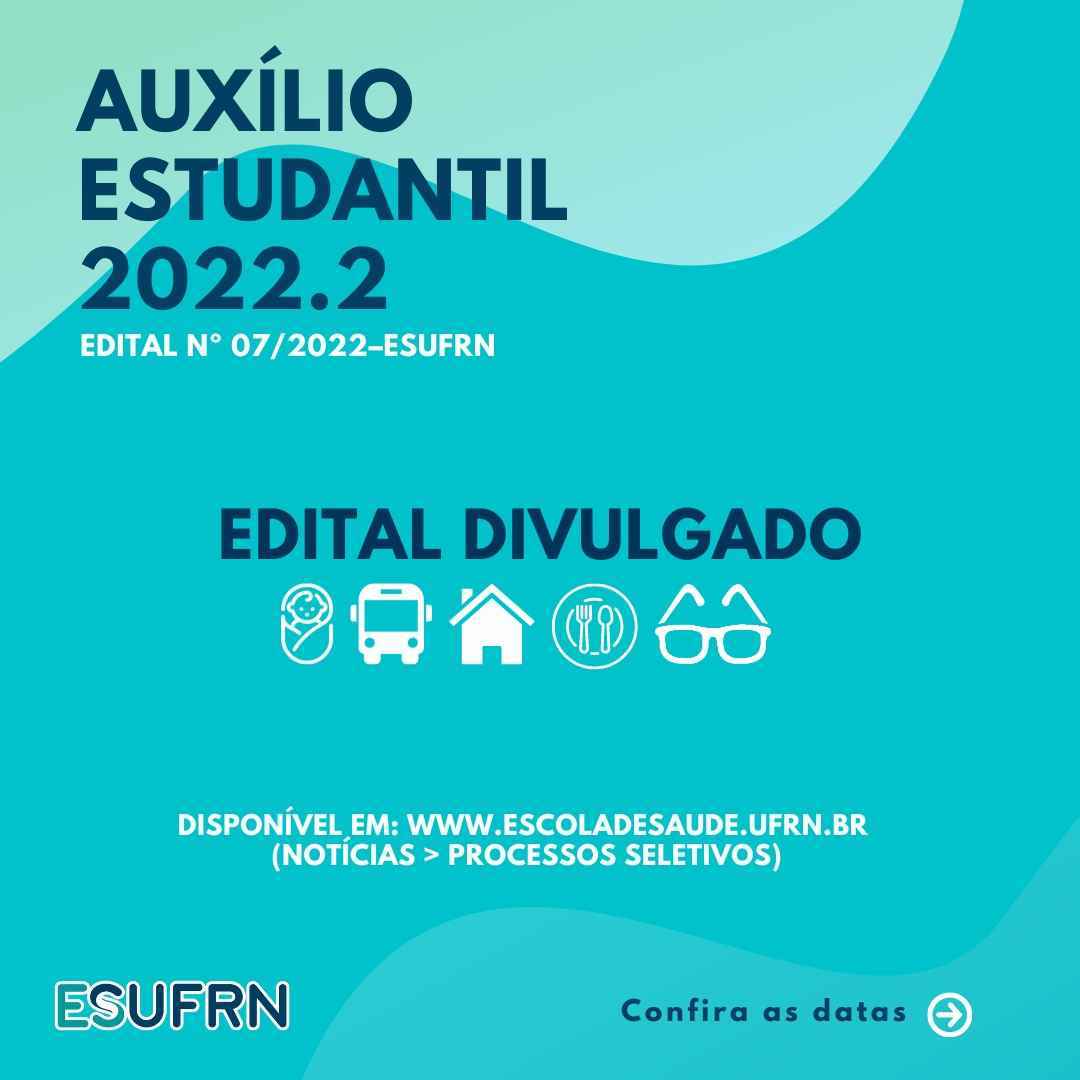 AUXÍLIO
ESTUDANTIL
2022.2
EDITAL Nº 07/2022–ESUFRN
EDITAL DIVULGADO
DISPONÍVEL EM: WWW.ESCOLADESAUDE.UFRN.BR
(NOTÍCIAS > PROCESSOS SELETIVOS)
ESUFRN
Confira as datas